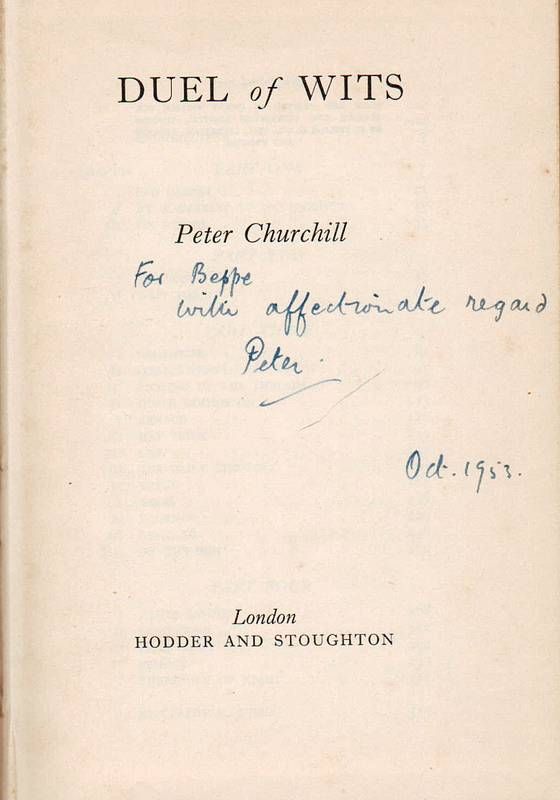 DUEL of WITS
Peter Churchill
For Beppe
with affectionate regard
Peter.
Oct. 1953.
London
HODDER AND STOUGHTON